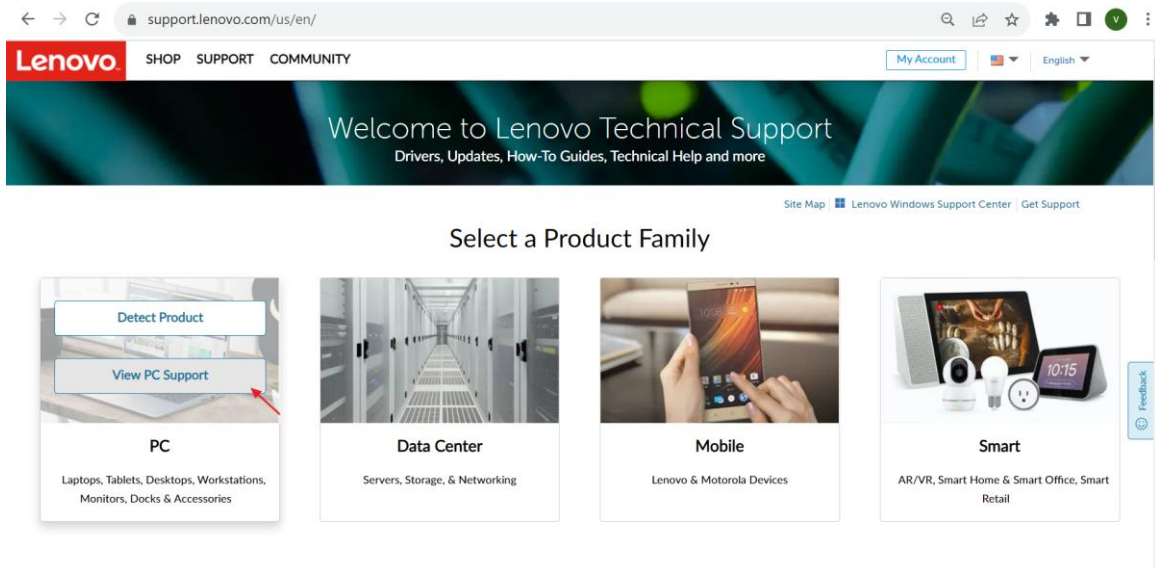 support.lenovo.com/us/en/
V
Lenovo.
SHOP SUPPORT COMMUNITY
My Account
English
Welcome to Lenovo Technical Support
Drivers, Updates, How-To Guides, Technical Help and more
Site Map Lenovo Windows Support Center Get Support
Select a Product Family
Detect Product
View PC Support
PC
Laptops, Tablets, Desktops, Workstations,
Monitors, Docks & Accessories
Data Center
Servers, Storage, & Networking
10:08
Mobile
Lenovo & Motorola Devices
10:15
Smart
AR/VR, Smart Home & Smart Office, Smart
Retail
Feedback